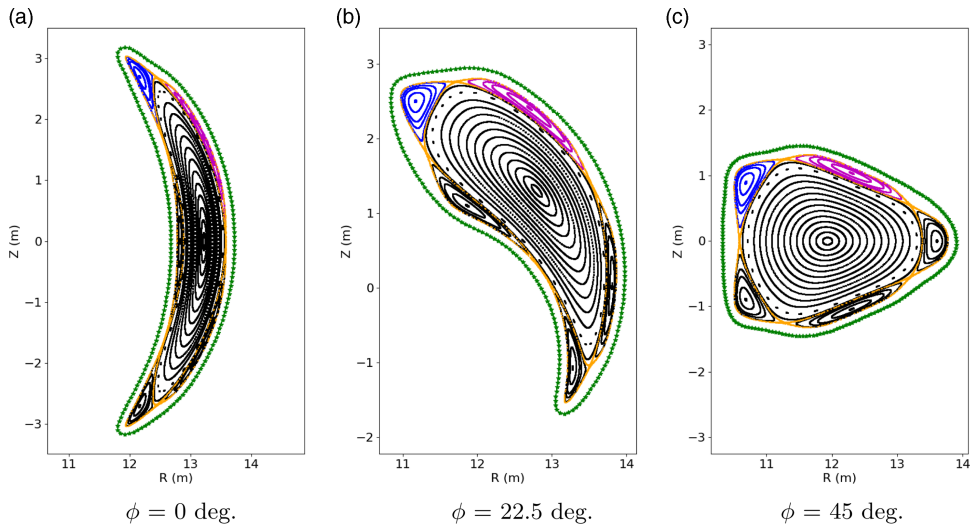 (a)
3
2
1
0
−1
−2
−3
Z (m)
11 12 13 14
R (m)
ϕ = 0 deg.
(b)
3
2
1
0
−1
−2
Z (m)
11 12 13 14
R (m)
ϕ = 22.5 deg.
(c)
3
2
1
0
−1
−2
−3
Z (m)
11 12 13 14
R (m)
ϕ = 45 deg.